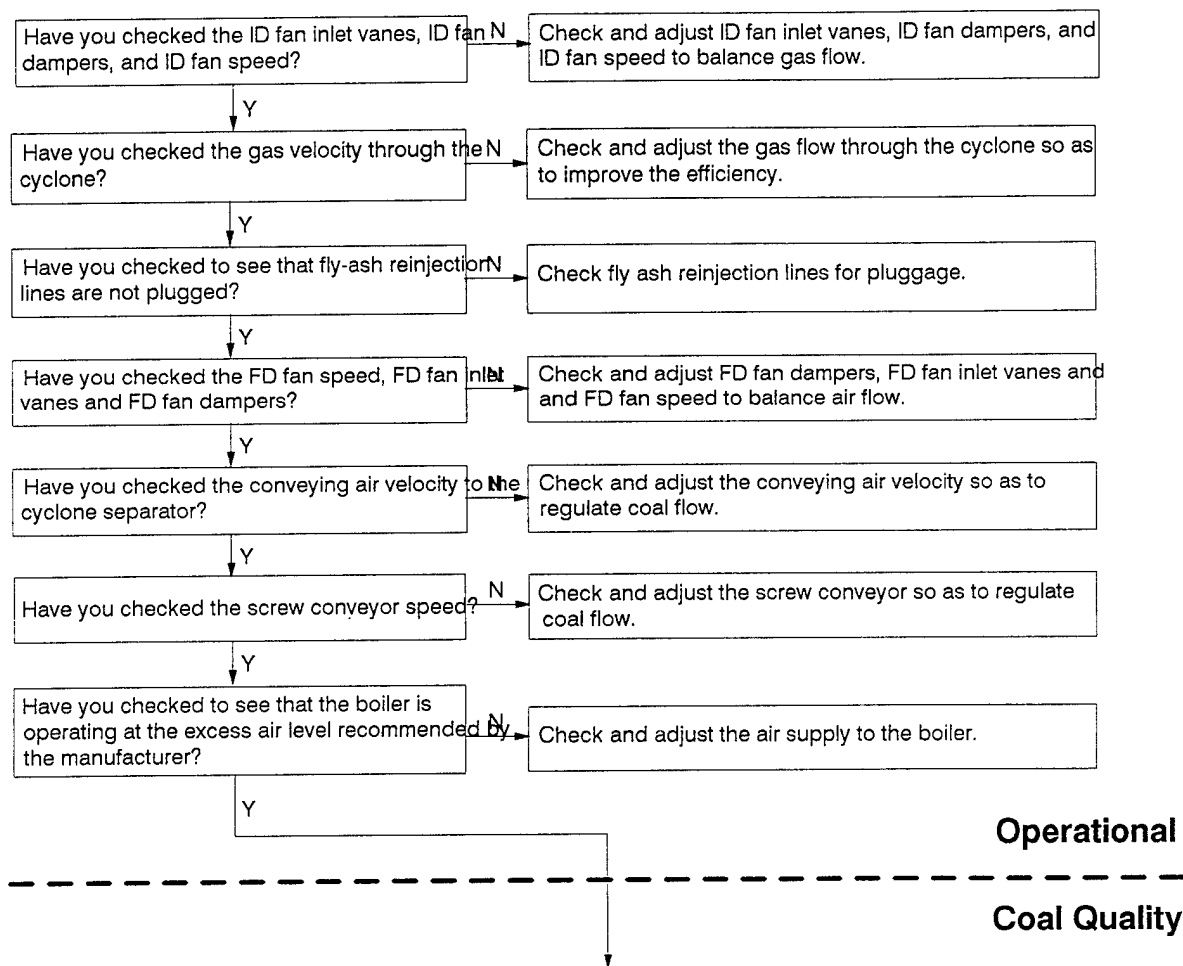 Have you checked the ID fan inlet vanes, ID fan
dampers, and ID fan speed?
N
Check and adjust ID fan inlet vanes, ID fan dampers, and
ID fan speed to balance gas flow.
Y
Have you checked the gas velocity through the
cyclone?
N
Check and adjust the gas flow through the cyclone so as
to improve the efficiency.
Y
Have you checked to see that fly-ash reinjection
lines are not plugged?
N
Check fly ash reinjection lines for pluggage.
Y
Have you checked the FD fan speed, FD fan inlet
vanes and FD fan dampers?
N
Check and adjust FD fan dampers, FD fan inlet vanes and
and FD fan speed to balance air flow.
Y
Have you checked the conveying air velocity to the
cyclone separator?
N
Check and adjust the conveying air velocity so as to
regulate coal flow.
Y
Have you checked the screw conveyor speed?
N
Check and adjust the screw conveyor so as to regulate
coal flow.
Y
Have you checked to see that the boiler is
operating at the excess air level recommended by
the manufacturer?
N
Check and adjust the air supply to the boiler.
Y
Operational
Coal Quality